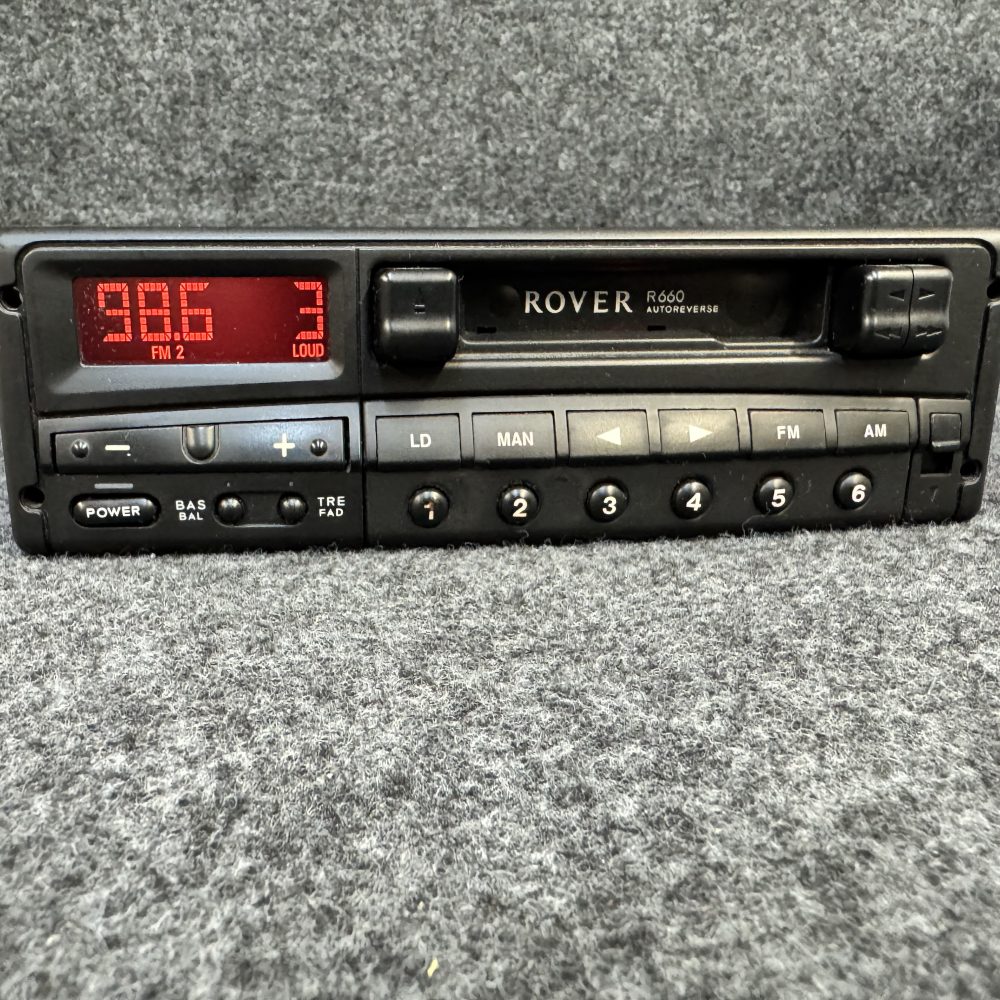 98.6 3
FM 2 LOUD
ROVER R660
AUTOREVERSE
− +
LD MAN ◀ ▶ FM AM
POWER BAS TRE
BAL FAD
1 2 3 4 5 6